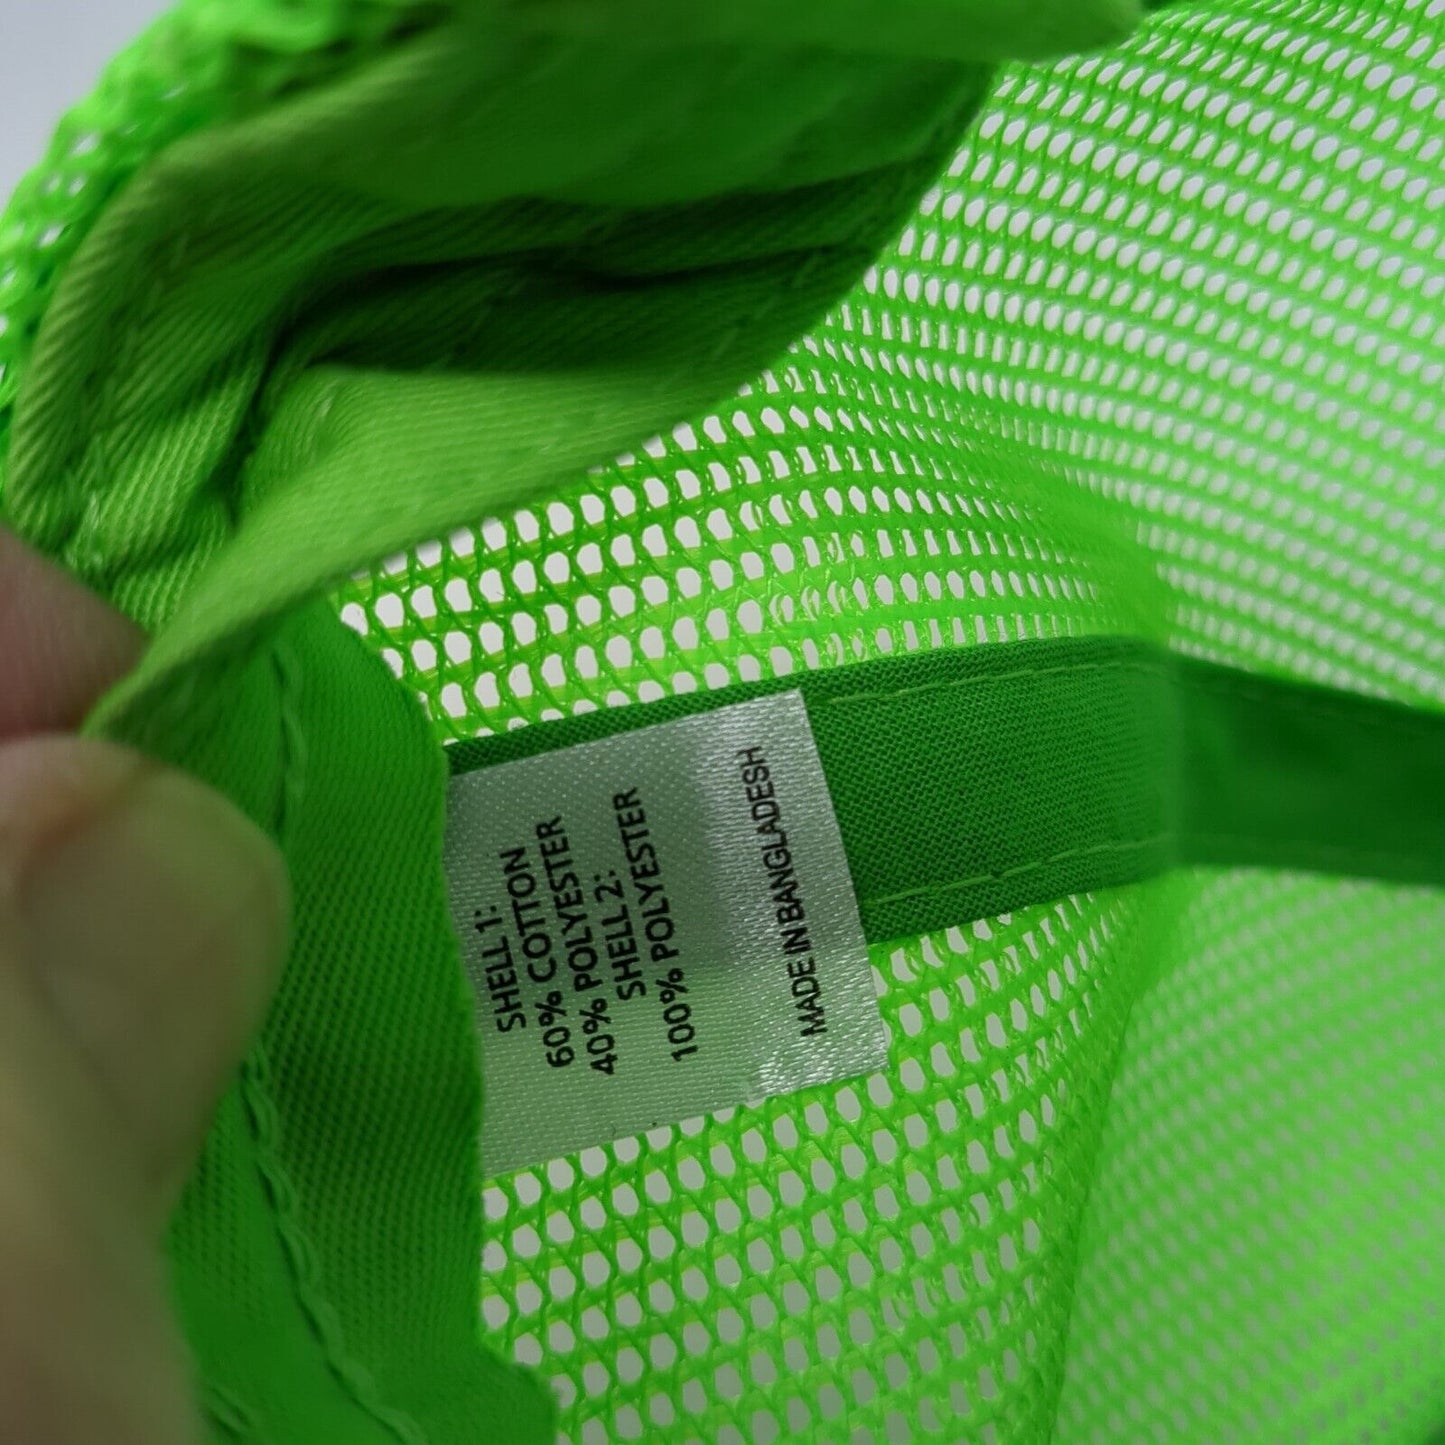 SHELL 1:
60% COTTON
40% POLYESTER
SHELL 2:
100% POLYESTER
MADE IN BANGLADESH